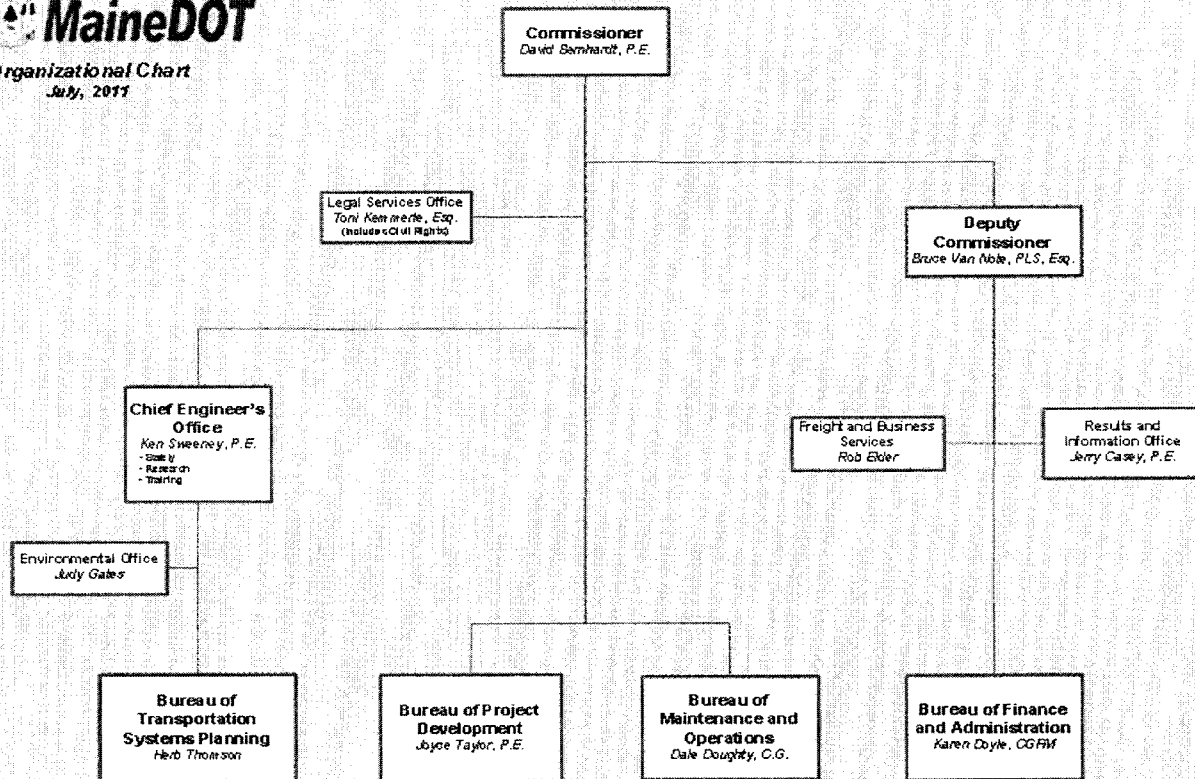 MaineDOT
rganizational Chart
July, 2011
Commissioner
David Bernhardt, P.E.
Legal Services Office
Toni Kemmerle, Esq.
(Includes Civil Rights)
Deputy
Commissioner
Bruce Van Note, PLS, Esq.
Chief Engineer's
Office
Ken Sweeney, P.E.
- Safety
- Research
- Training
Freight and Business
Services
Rob Elder
Results and
Information Office
Jerry Casey, P.E.
Environmental Office
Judy Gates
Bureau of
Transportation
Systems Planning
Herb Thomson
Bureau of Project
Development
Joyce Taylor, P.E.
Bureau of
Maintenance and
Operations
Dale Doughty, C.G.
Bureau of Finance
and Administration
Karen Doyle, CGFM